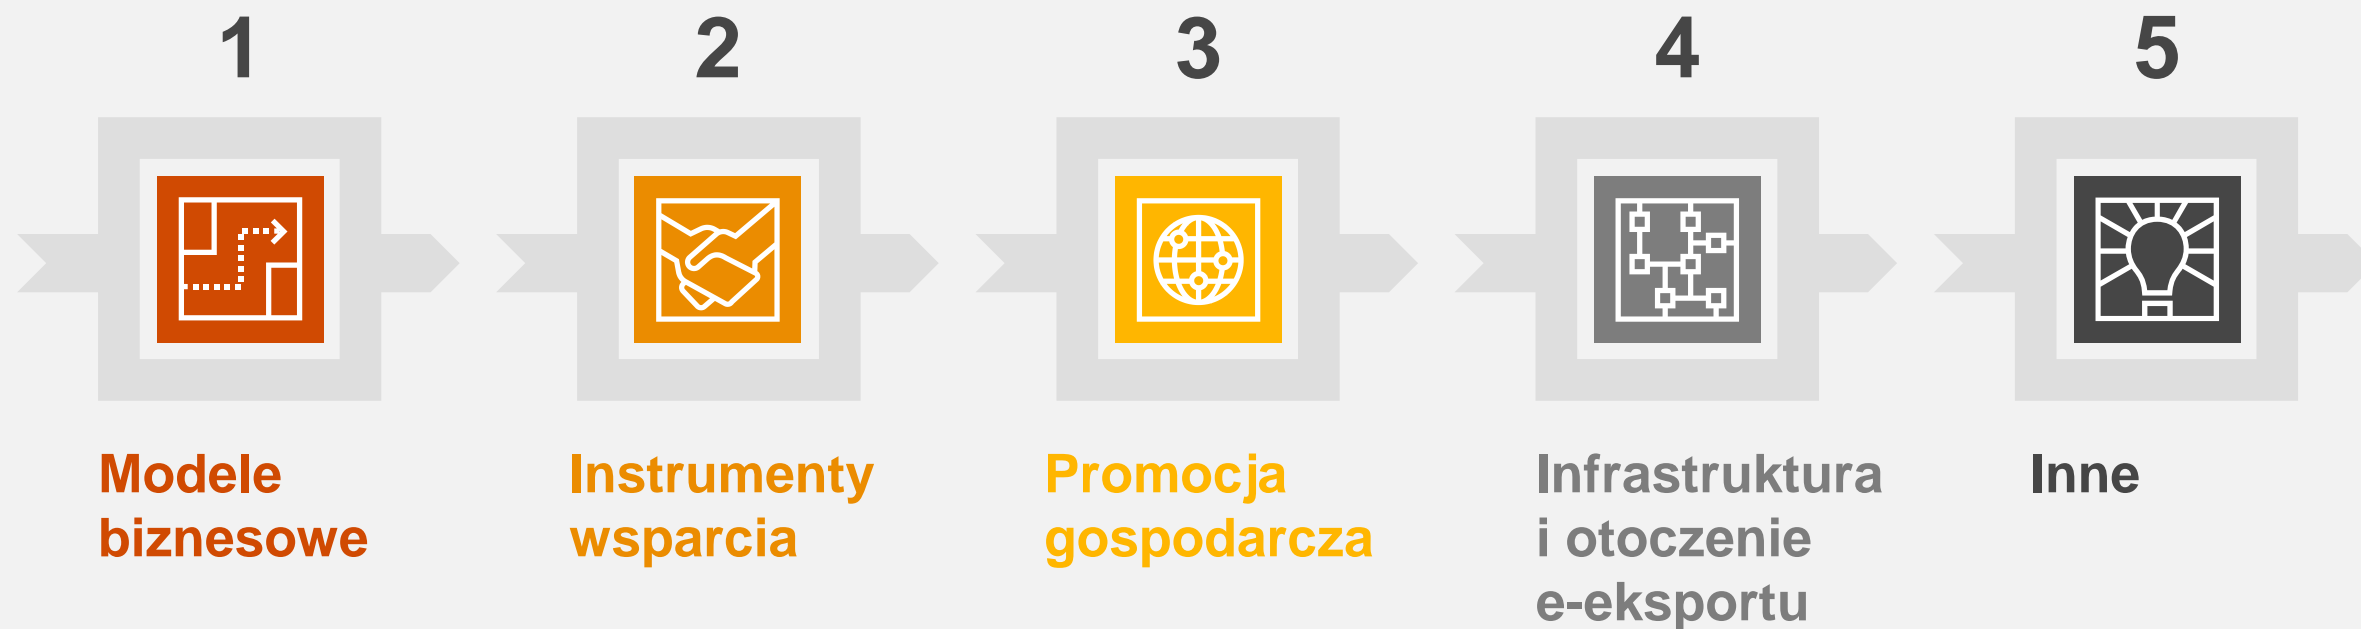 1
2
3
4
5
Modele
biznesowe
Instrumenty
wsparcia
Promocja
gospodarcza
Infrastruktura
i otoczenie
e-eksportu
Inne